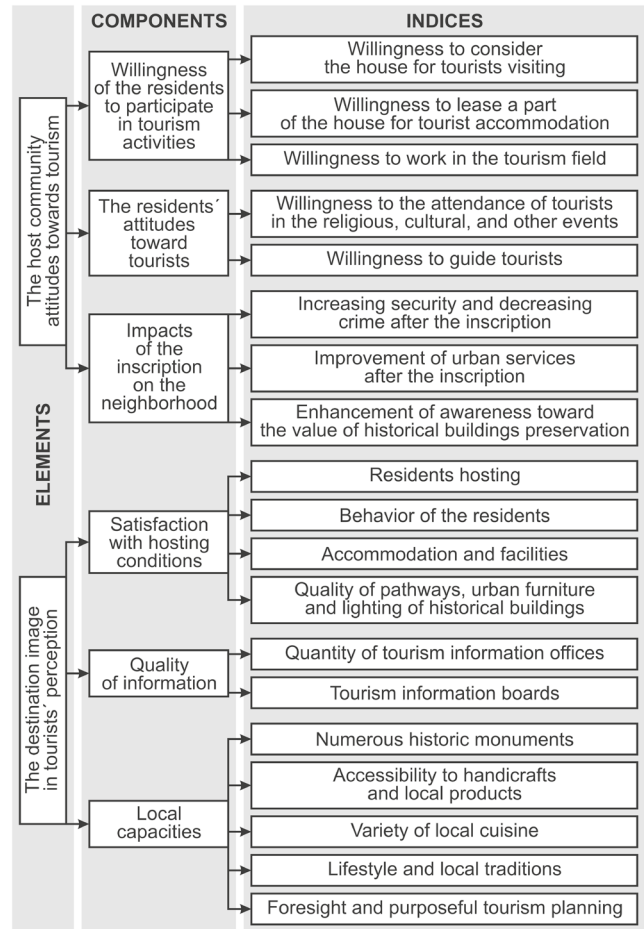 COMPONENTS
INDICES
ELEMENTS
The host community
attitudes towards tourism
Willingness
of the residents
to participate
in tourism
activities
Willingness to consider
the house for tourists visiting
Willingness to lease a part
of the house for tourist accommodation
Willingness to work in the tourism field
The residents´
attitudes
toward
tourists
Willingness to the attendance of tourists
in the religious, cultural, and other events
Willingness to guide tourists
Impacts
of the
inscription
on the
neighborhood
Increasing security and decreasing
crime after the inscription
Improvement of urban services
after the inscription
Enhancement of awareness toward
the value of historical buildings preservation
The destination image
in tourists´ perception
Satisfaction
with hosting
conditions
Residents hosting
Behavior of the residents
Accommodation and facilities
Quality of pathways, urban furniture
and lighting of historical buildings
Quality
of information
Quantity of tourism information offices
Tourism information boards
Local
capacities
Numerous historic monuments
Accessibility to handicrafts
and local products
Variety of local cuisine
Lifestyle and local traditions
Foresight and purposeful tourism planning